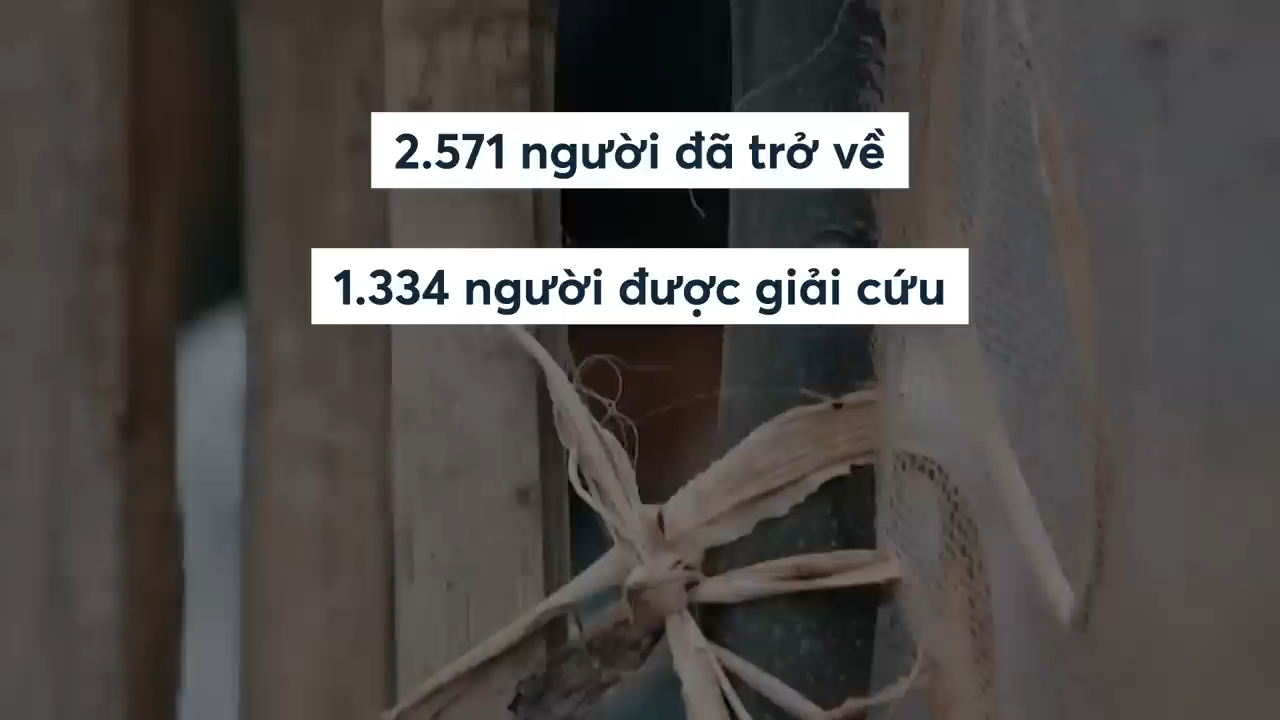 2.571 người đã trở về
1.334 người được giải cứu